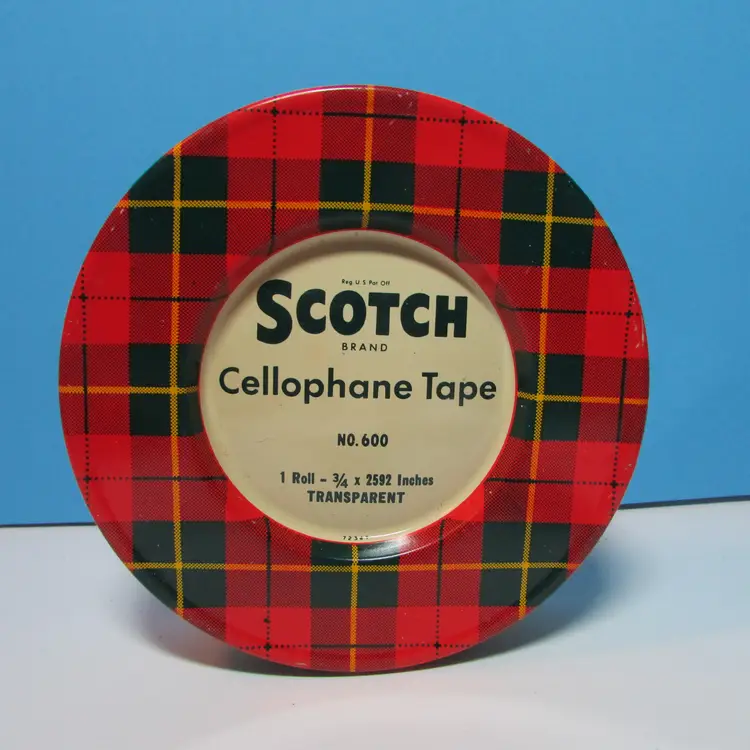 Reg. U.S. Pat. Off.
SCOTCH
BRAND
Cellophane Tape
NO. 600
1 Roll - 3/4 x 2592 Inches
TRANSPARENT